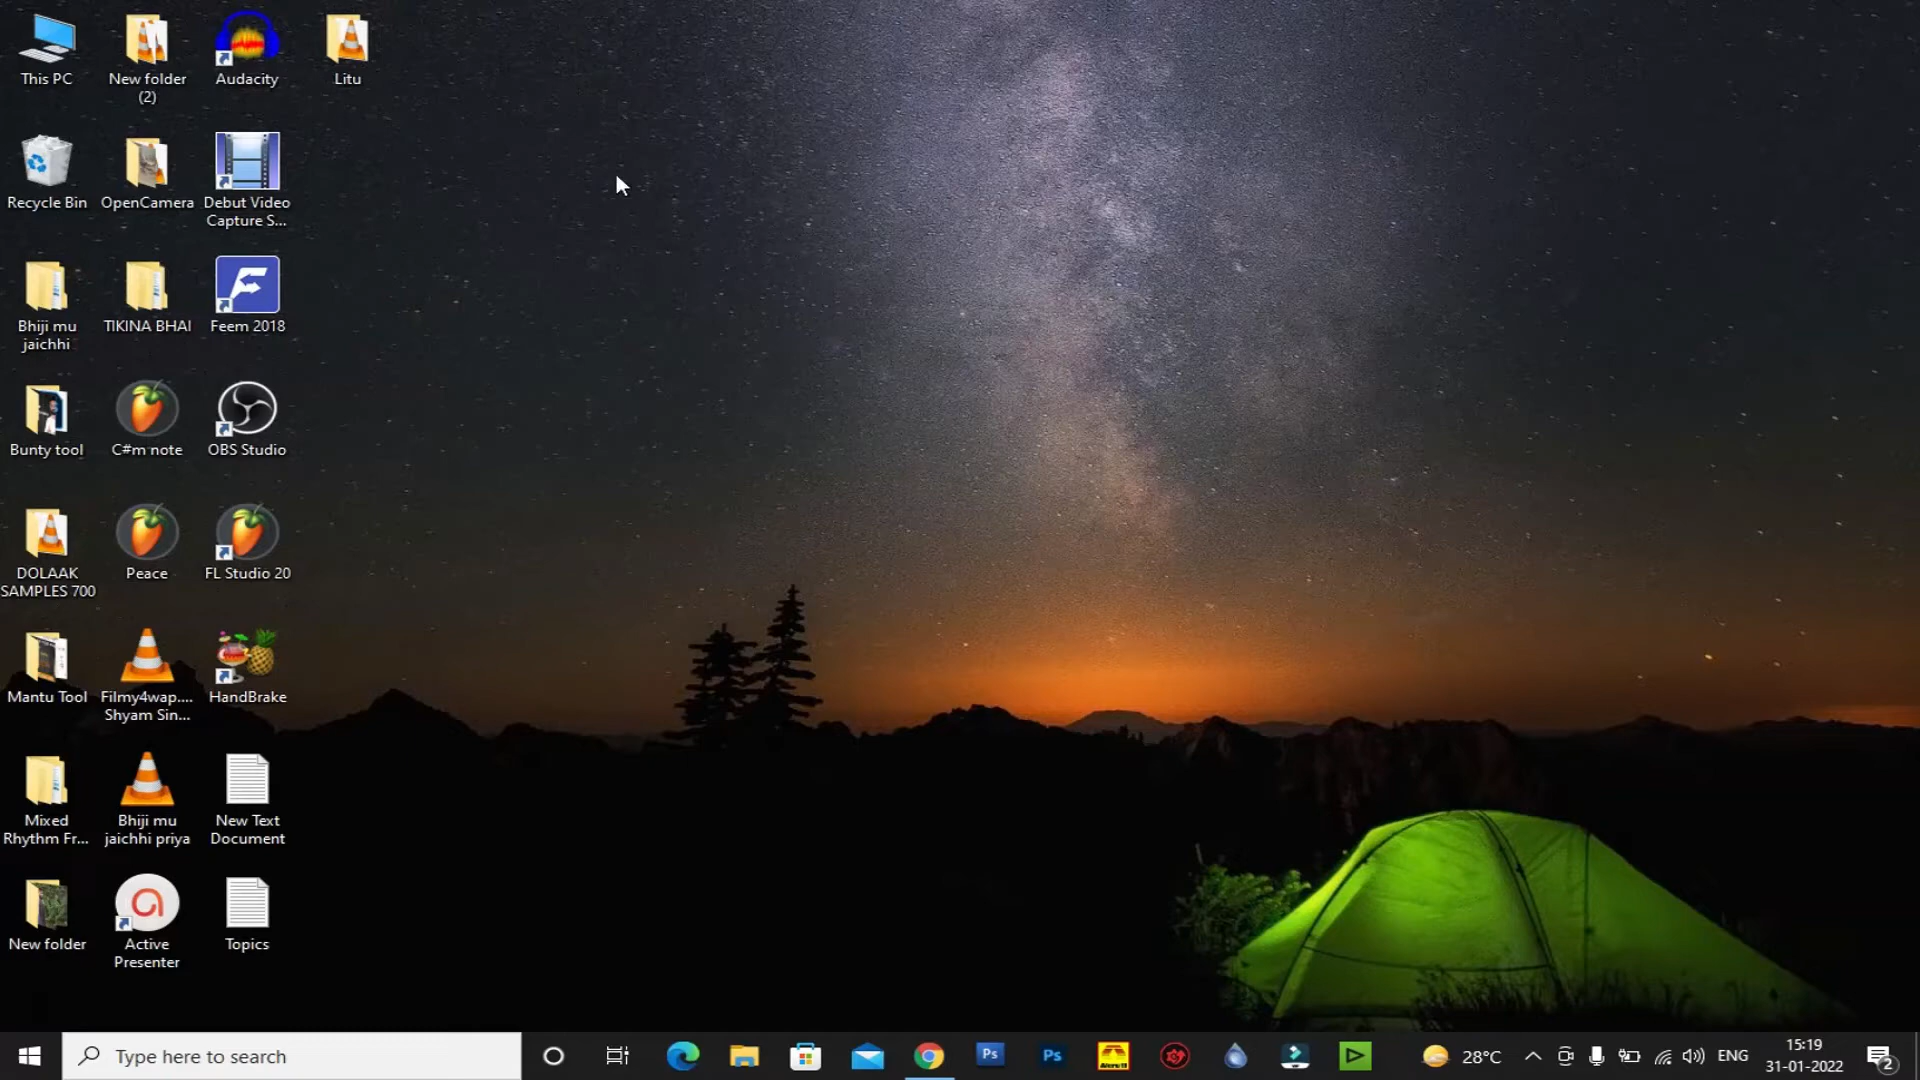 This PC
New folder
(2)
Audacity
Litu
Recycle Bin
OpenCamera
Debut Video
Capture S...
Bhiji mu
jaichhi
TIKINA BHAI
Feem 2018
Bunty tool
C#m note
OBS Studio
DOLAAK
SAMPLES 700
Peace
FL Studio 20
Mantu Tool
Filmy4wap....
Shyam Sin...
HandBrake
Mixed
Rhythm Fr...
Bhiji mu
jaichhi priya
New Text
Document
New folder
Active
Presenter
Topics
Type here to search
Ps
Ps
28°C
ENG
15:19
31-01-2022
2